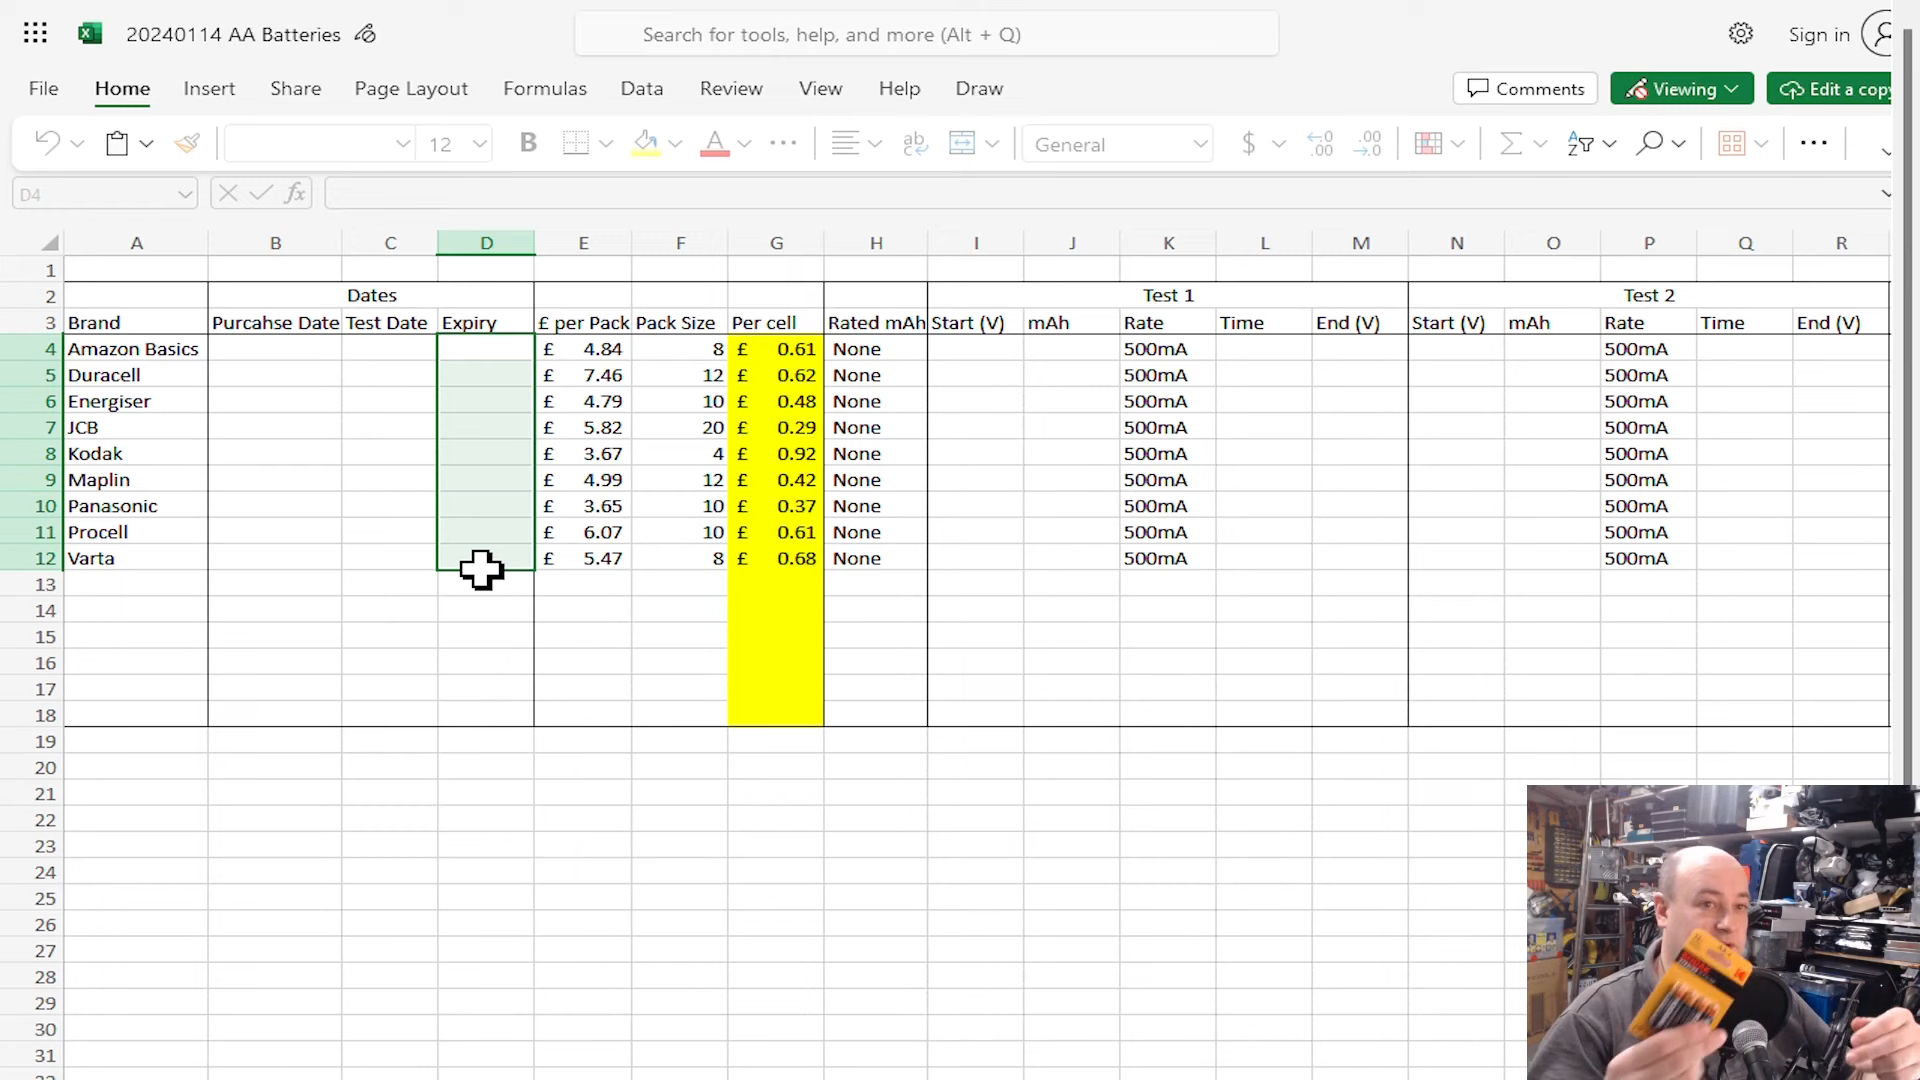 20240114 AA Batteries
Search for tools, help, and more (Alt + Q)
Sign in
File Home Insert Share Page Layout Formulas Data Review View Help Draw
Comments Viewing Edit a copy
12 B A ab General $ .00 .00
D4 fx
A B C D E F G H I J K L M N O P Q R
1
2 Dates Test 1 Test 2
3 Brand Purcahse Date Test Date Expiry £ per Pack Pack Size Per cell Rated mAh Start (V) mAh Rate Time End (V) Start (V) mAh Rate Time End (V)
4 Amazon Basics £ 4.84 8 £ 0.61 None 500mA 500mA
5 Duracell £ 7.46 12 £ 0.62 None 500mA 500mA
6 Energiser £ 4.79 10 £ 0.48 None 500mA 500mA
7 JCB £ 5.82 20 £ 0.29 None 500mA 500mA
8 Kodak £ 3.67 4 £ 0.92 None 500mA 500mA
9 Maplin £ 4.99 12 £ 0.42 None 500mA 500mA
10 Panasonic £ 3.65 10 £ 0.37 None 500mA 500mA
11 Procell £ 6.07 10 £ 0.61 None 500mA 500mA
12 Varta £ 5.47 8 £ 0.68 None 500mA 500mA
13
14
15
16
17
18
19
20
21
22
23
24
25
26
27
28
29
30
31